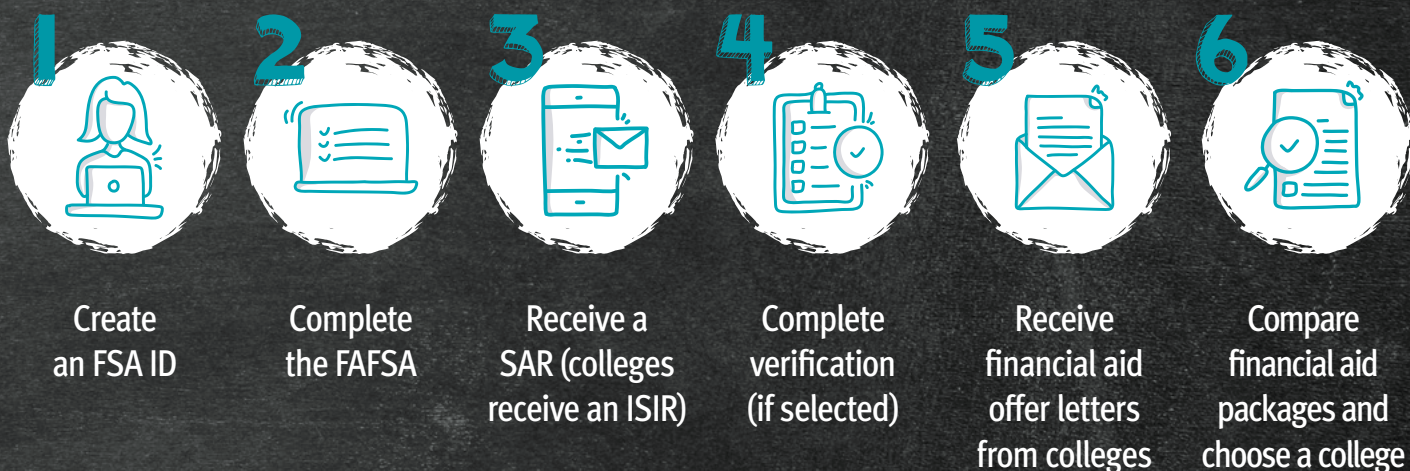 1
Create
an FSA ID
2
Complete
the FAFSA
3
Receive a
SAR (colleges
receive an ISIR)
4
Complete
verification
(if selected)
5
Receive
financial aid
offer letters
from colleges
6
Compare
financial aid
packages and
choose a college